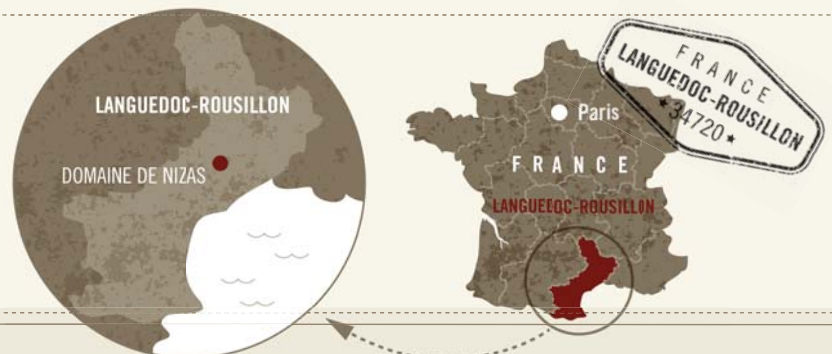 LANGUEDOC-ROUSILLON
DOMAINE DE NIZAS
Paris
FRANCE
LANGUEDOC-ROUSILLON
FRANCE
LANGUEDOC-ROUSILLON
★34720★